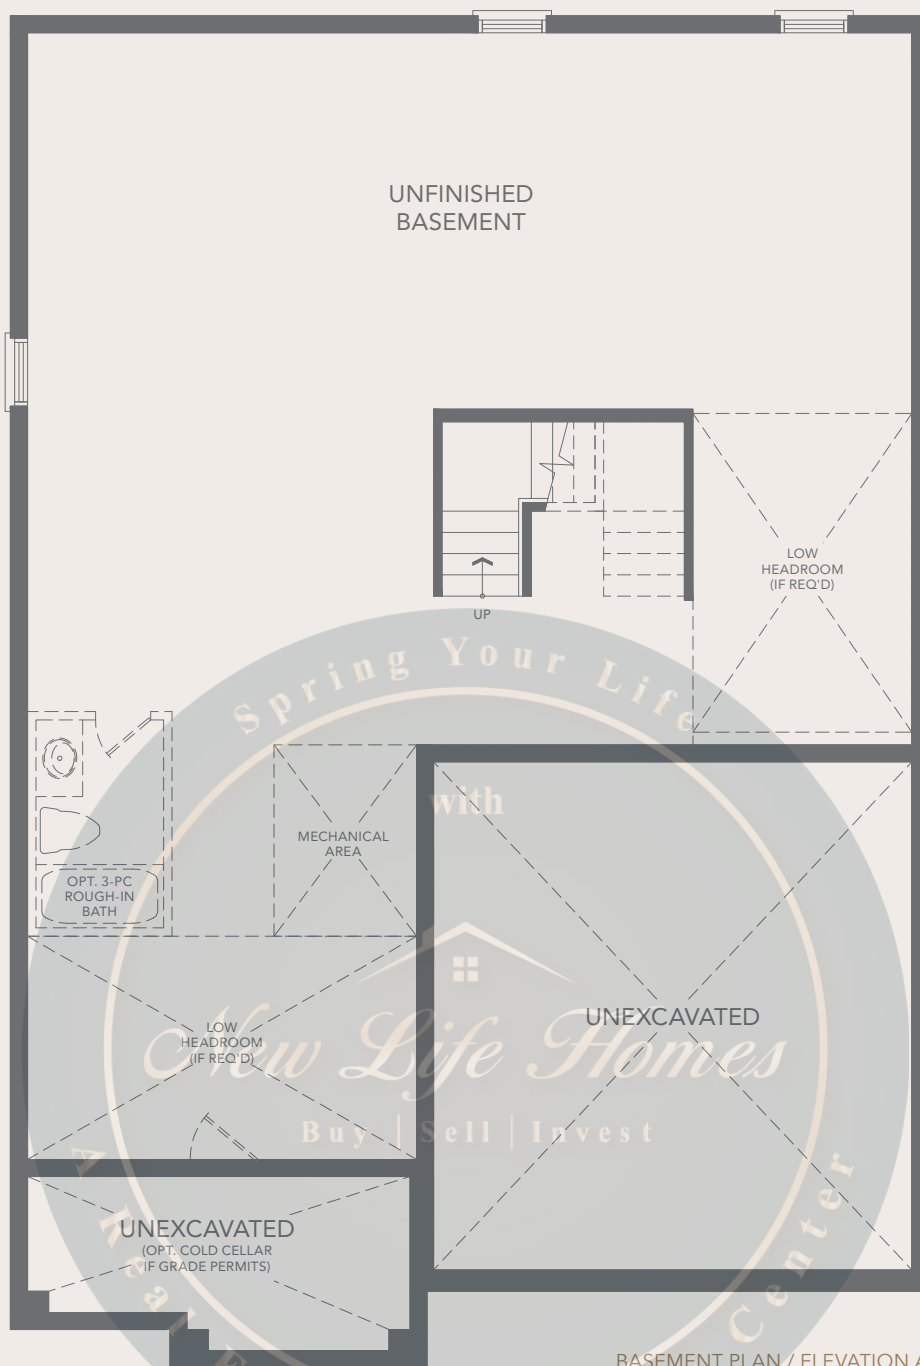 UNFINISHED
BASEMENT
LOW
HEADROOM
(IF REQ'D)
UP
Spring Your Life
with
MECHANICAL
AREA
OPT. 3-PC
ROUGH-IN
BATH
UNEXCAVATED
LOW
HEADROOM
(IF REQ'D)
New Life Homes
Buy | Sell | Invest
UNEXCAVATED
(OPT. COLD CELLAR
IF GRADE PERMITS)
A Real
Center
BASEMENT PLAN / ELEVATION A